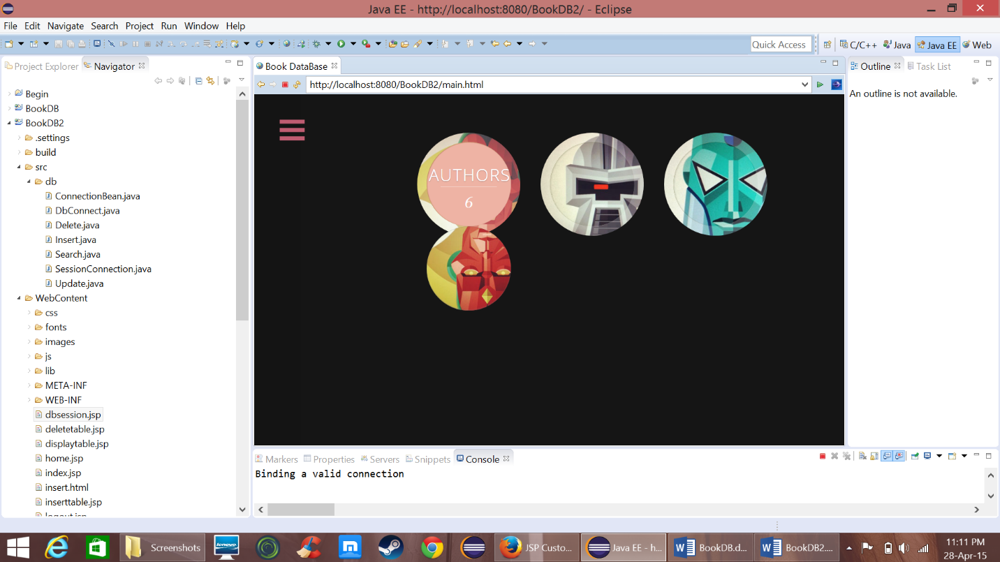 Java EE - http://localhost:8080/BookDB2/ - Eclipse
File Edit Navigate Search Project Run Window Help
Quick Access C/C++ Java Java EE Web
Project Explorer Navigator
Book DataBase
Outline Task List
http://localhost:8080/BookDB2/main.html
An outline is not available.
Begin
BookDB
BookDB2
.settings
build
src
db
ConnectionBean.java
DbConnect.java
Delete.java
Insert.java
Search.java
SessionConnection.java
Update.java
WebContent
css
fonts
images
js
lib
META-INF
WEB-INF
dbsession.jsp
deletetable.jsp
displaytable.jsp
home.jsp
index.jsp
insert.html
inserttable.jsp
logout.jsp
AUTHORS
6
Markers Properties Servers Snippets Console
Binding a valid connection
Screenshots
lenovo
STEAM
JSP Custo...
Java EE - h...
BookDB.d...
BookDB2....
11:11 PM
28-Apr-15